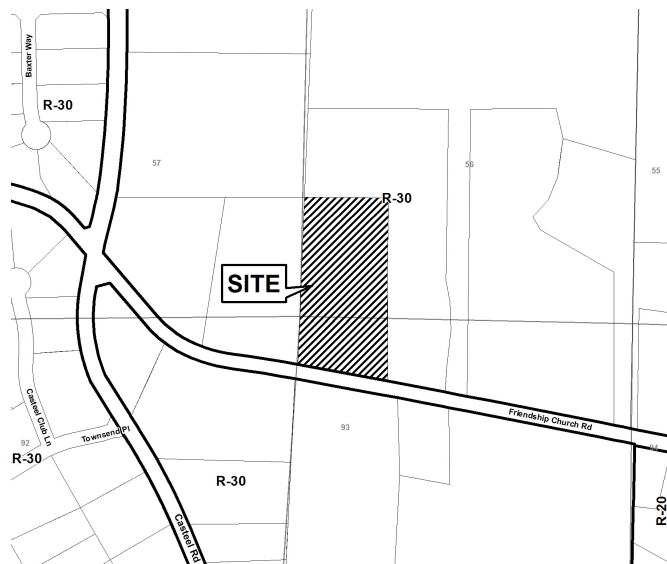 Baxter Way
R-30
57
56
55
R-30
SITE
Friendship Church Rd
93
94
Casteel Club Ln
92
Townsend Pl
R-30
R-30
R-20
Casteel Rd